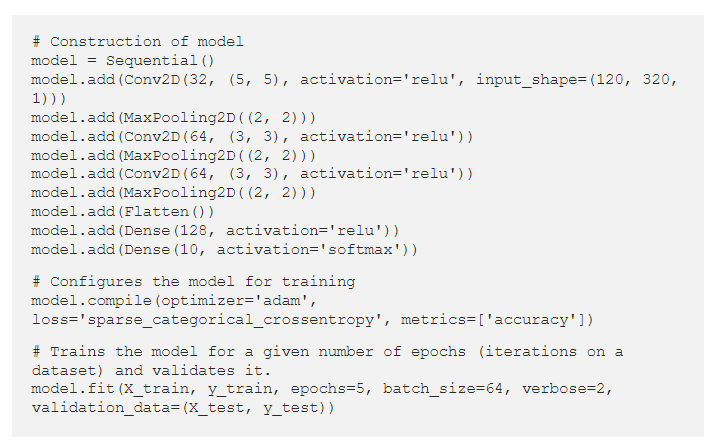 # Construction of model
model = Sequential()
model.add(Conv2D(32, (5, 5), activation='relu', input_shape=(120, 320,
1)))
model.add(MaxPooling2D((2, 2)))
model.add(Conv2D(64, (3, 3), activation='relu'))
model.add(MaxPooling2D((2, 2)))
model.add(Conv2D(64, (3, 3), activation='relu'))
model.add(MaxPooling2D((2, 2)))
model.add(Flatten())
model.add(Dense(128, activation='relu'))
model.add(Dense(10, activation='softmax'))
# Configures the model for training
model.compile(optimizer='adam',
loss='sparse_categorical_crossentropy', metrics=['accuracy'])
# Trains the model for a given number of epochs (iterations on a
dataset) and validates it.
model.fit(X_train, y_train, epochs=5, batch_size=64, verbose=2,
validation_data=(X_test, y_test))